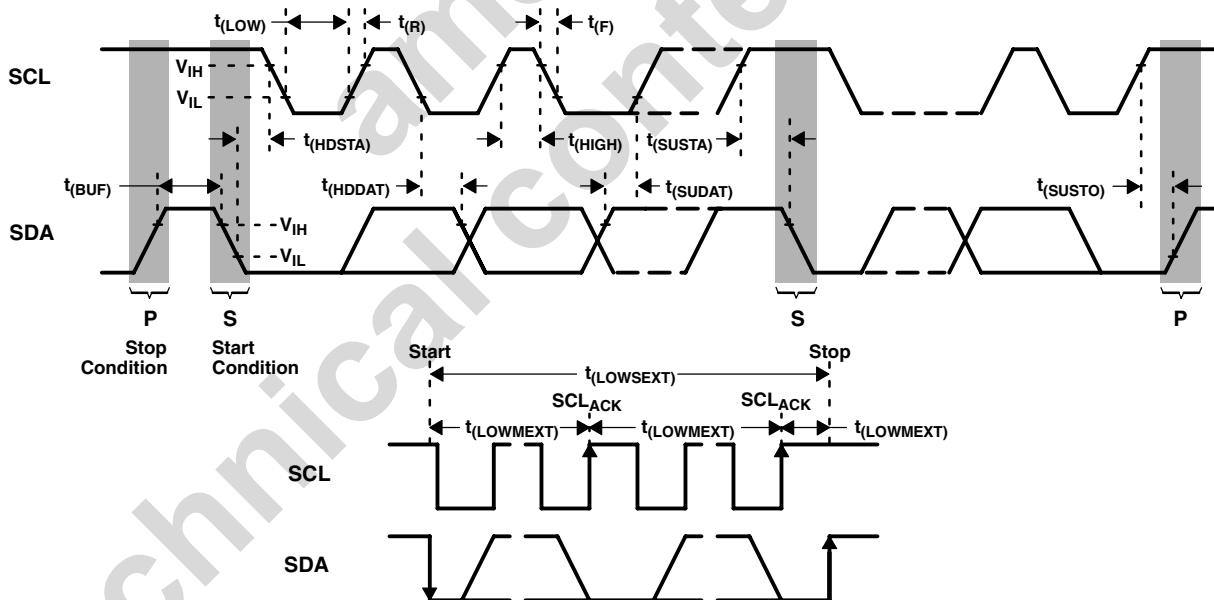 t(LOW) t(R) t(F)
SCL
VIH
VIL
t(HDSTA) t(HIGH) t(SUSTA)
t(BUF) t(HDDAT) t(SUDAT) t(SUSTO)
SDA
VIH
VIL
P S S P
Stop Condition
Start Condition
Start Stop
t(LOWSEXT)
SCLACK SCLACK
t(LOWMEXT) t(LOWMEXT) t(LOWMEXT)
SCL
SDA